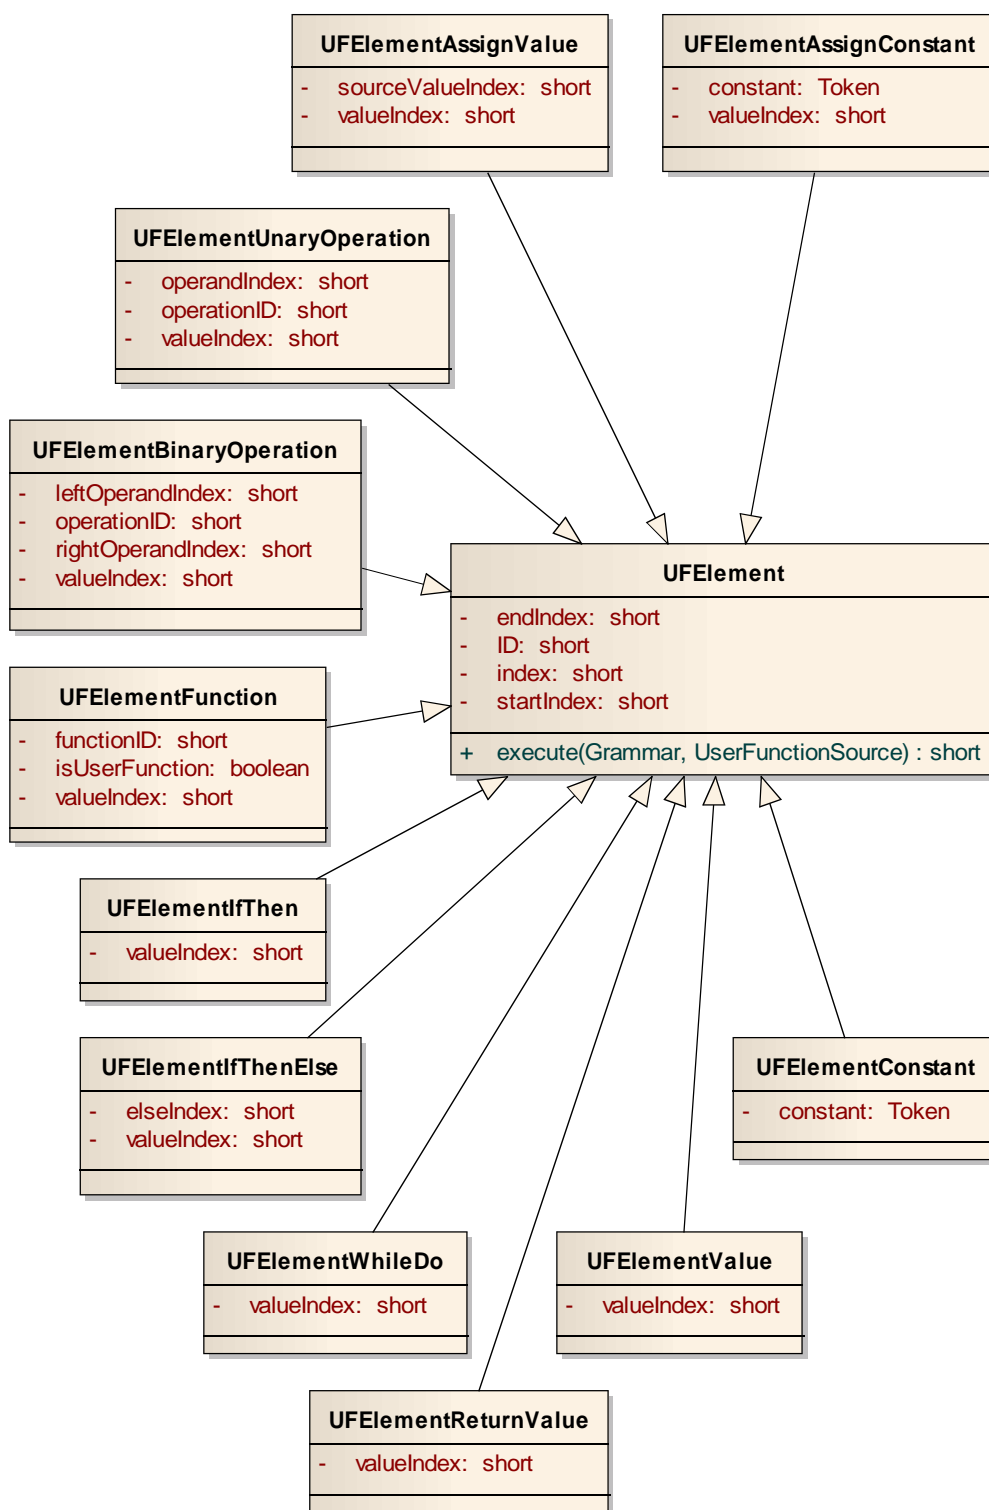 UFElementAssignValue
- sourceValueIndex: short
- valueIndex: short
UFElementAssignConstant
- constant: Token
- valueIndex: short
UFElementUnaryOperation
- operandIndex: short
- operationID: short
- valueIndex: short
UFElementBinaryOperation
- leftOperandIndex: short
- operationID: short
- rightOperandIndex: short
- valueIndex: short
UFElement
- endIndex: short
- ID: short
- index: short
- startIndex: short
+ execute(Grammar, UserFunctionSource) : short
UFElementFunction
- functionID: short
- isUserFunction: boolean
- valueIndex: short
UFElementIfThen
- valueIndex: short
UFElementIfThenElse
- elseIndex: short
- valueIndex: short
UFElementConstant
- constant: Token
UFElementWhileDo
- valueIndex: short
UFElementValue
- valueIndex: short
UFElementReturnValue
- valueIndex: short